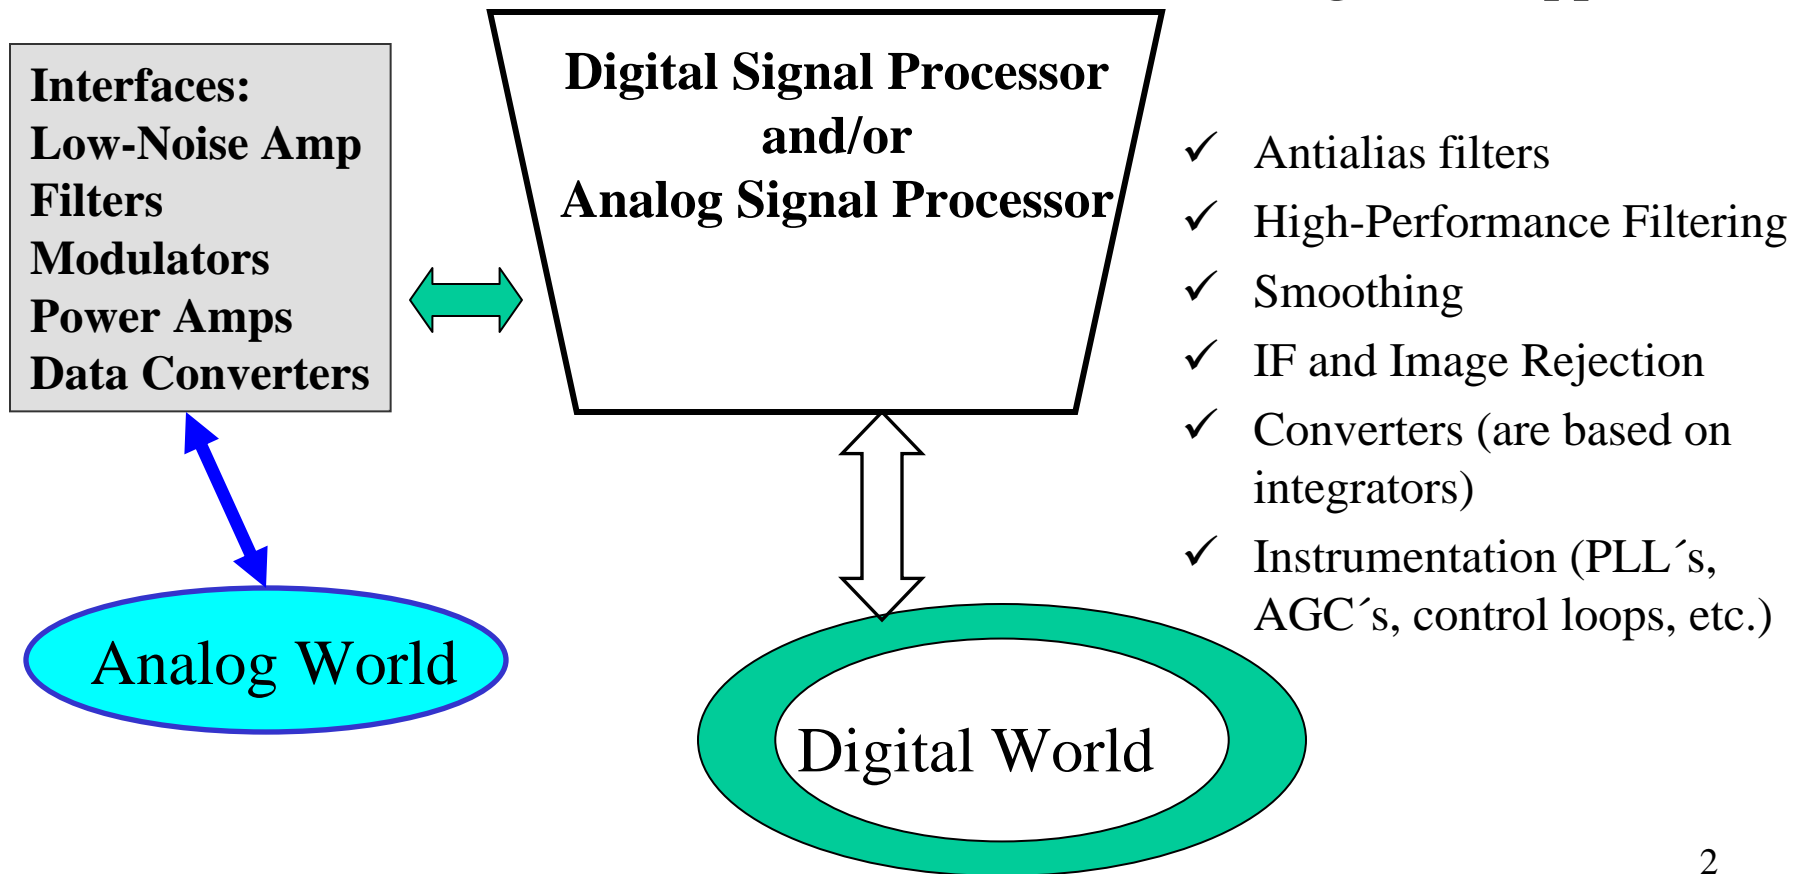 Interfaces:
Low-Noise Amp
Filters
Modulators
Power Amps
Data Converters
Digital Signal Processor
and/or
Analog Signal Processor
✓ Antialias filters
✓ High-Performance Filtering
✓ Smoothing
✓ IF and Image Rejection
✓ Converters (are based on
integrators)
✓ Instrumentation (PLL´s,
AGC´s, control loops, etc.)
Analog World
Digital World
2